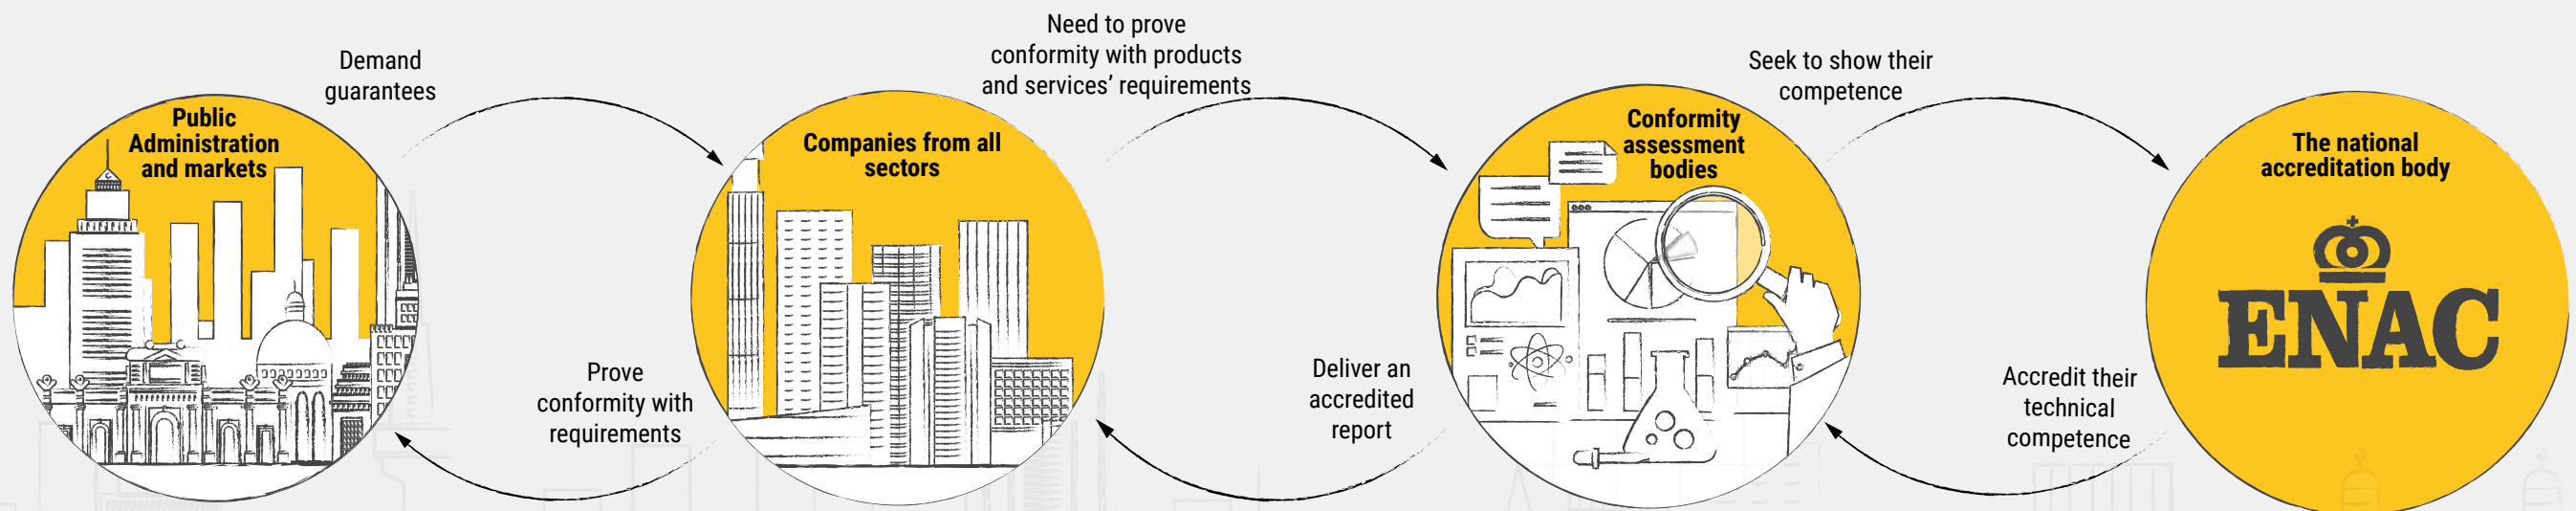 Demand
guarantees
Need to prove
conformity with products
and services’ requirements
Seek to show their
competence
Public
Administration
and markets
Companies from all
sectors
Conformity
assessment
bodies
The national
accreditation body
ENAC
Prove
conformity with
requirements
Deliver an
accredited
report
Accredit their
technical
competence